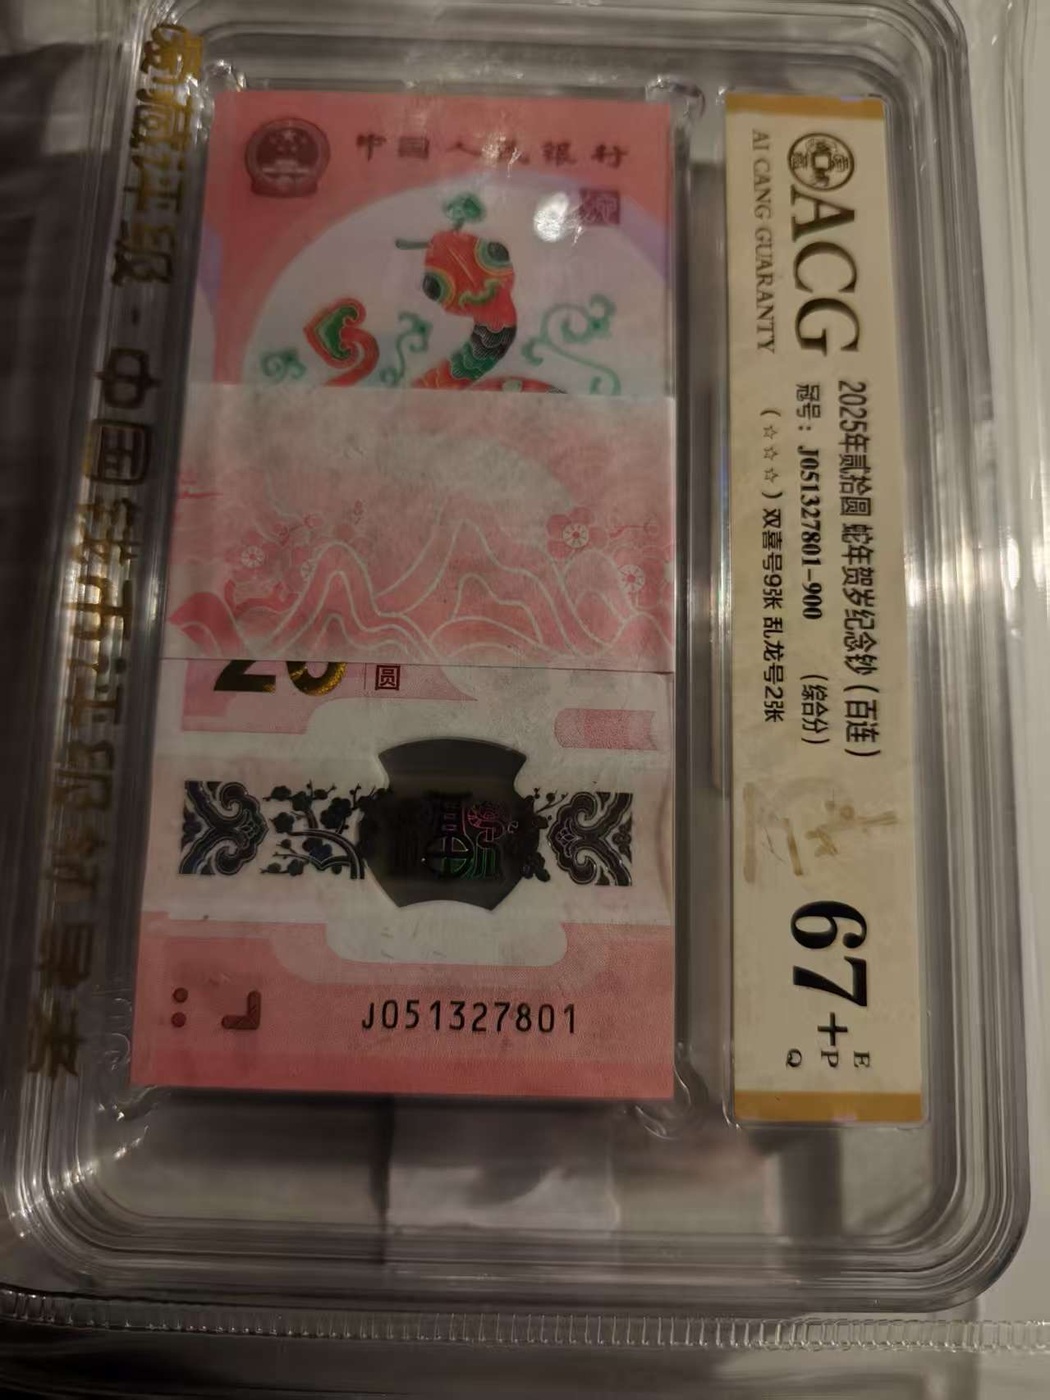 中国人民银行
20
圆
J051327801
ACG
AI CANG GUARANTY
2025年贰拾圆 蛇年贺岁纪念钞（百连）
冠号：J051327801-900 （综合分）
（☆☆☆）双喜号9张 乱龙号2张
67+
E
P
Q